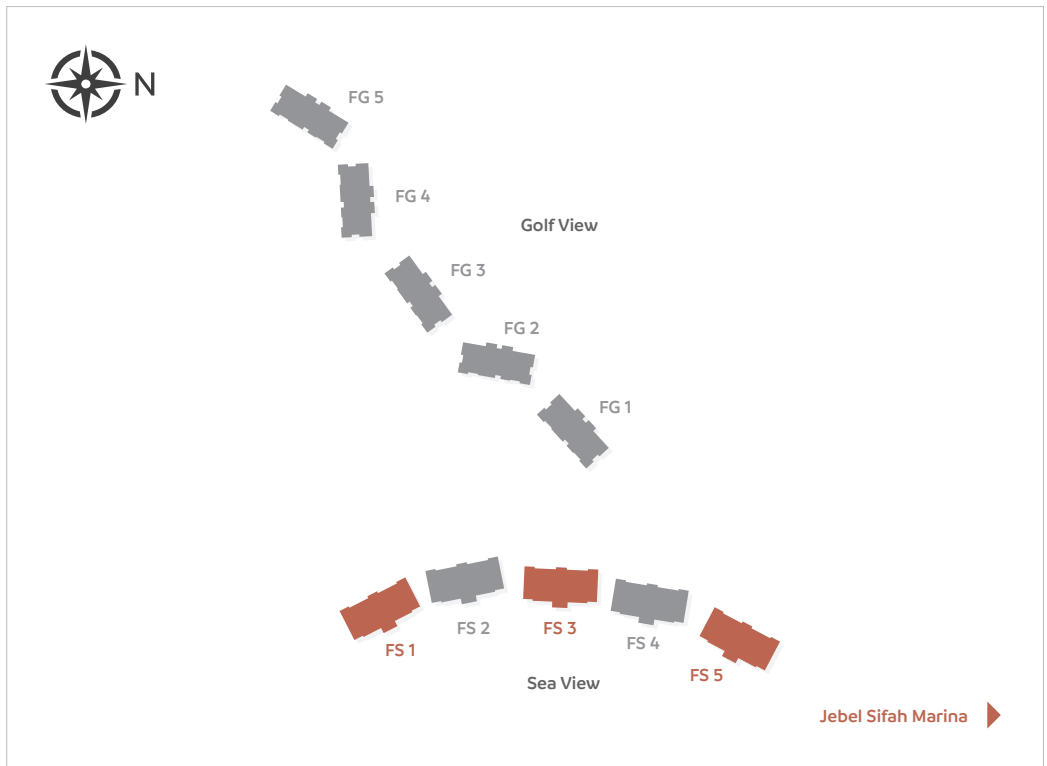 N
FG 5
FG 4
Golf View
FG 3
FG 2
FG 1
FS 2
FS 3
FS 4
FS 1
FS 5
Sea View
Jebel Sifah Marina